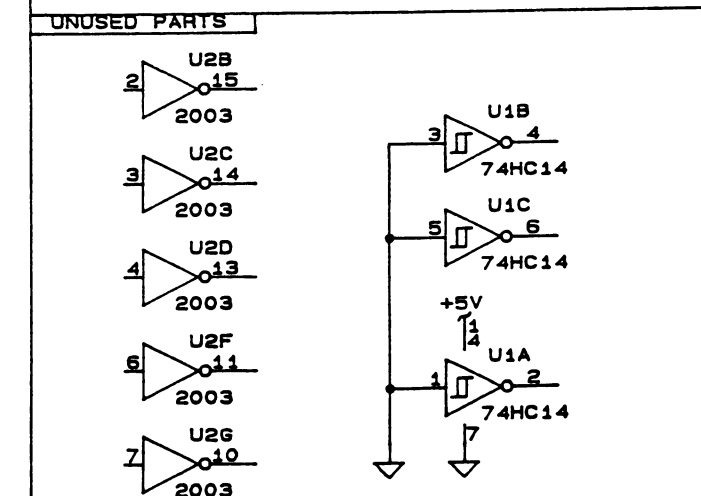 UNUSED PARTS
U2B
2 15
2003
U2C
3 14
2003
U2D
4 13
2003
U2F
6 11
2003
U2G
7 10
2003
U1B
3 4
74HC14
U1C
5 6
74HC14
+5V
14
U1A
1 2
74HC14
7